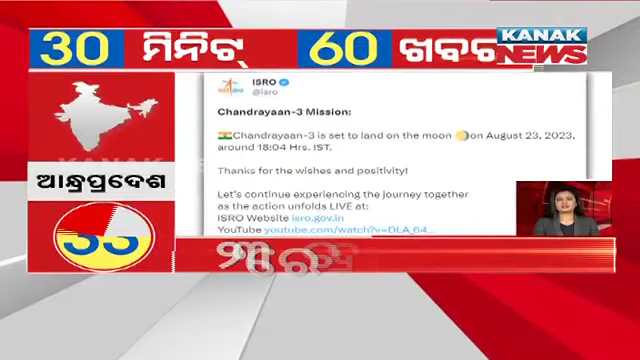 30 ମିନିଟ୍ 60 ଖବର
KANAK
NEWS
ISRO
@isro
Chandrayaan-3 Mission:
🇮🇳Chandrayaan-3 is set to land on the moon 🌖on August 23, 2023,
around 18:04 Hrs. IST.
Thanks for the wishes and positivity!
Let's continue experiencing the journey together
as the action unfolds LIVE at:
ISRO Website isro.gov.in
YouTube youtube.com/watch?v=DLA_64...
ଆନ୍ଧ୍ରପ୍ରଦେଶ
33